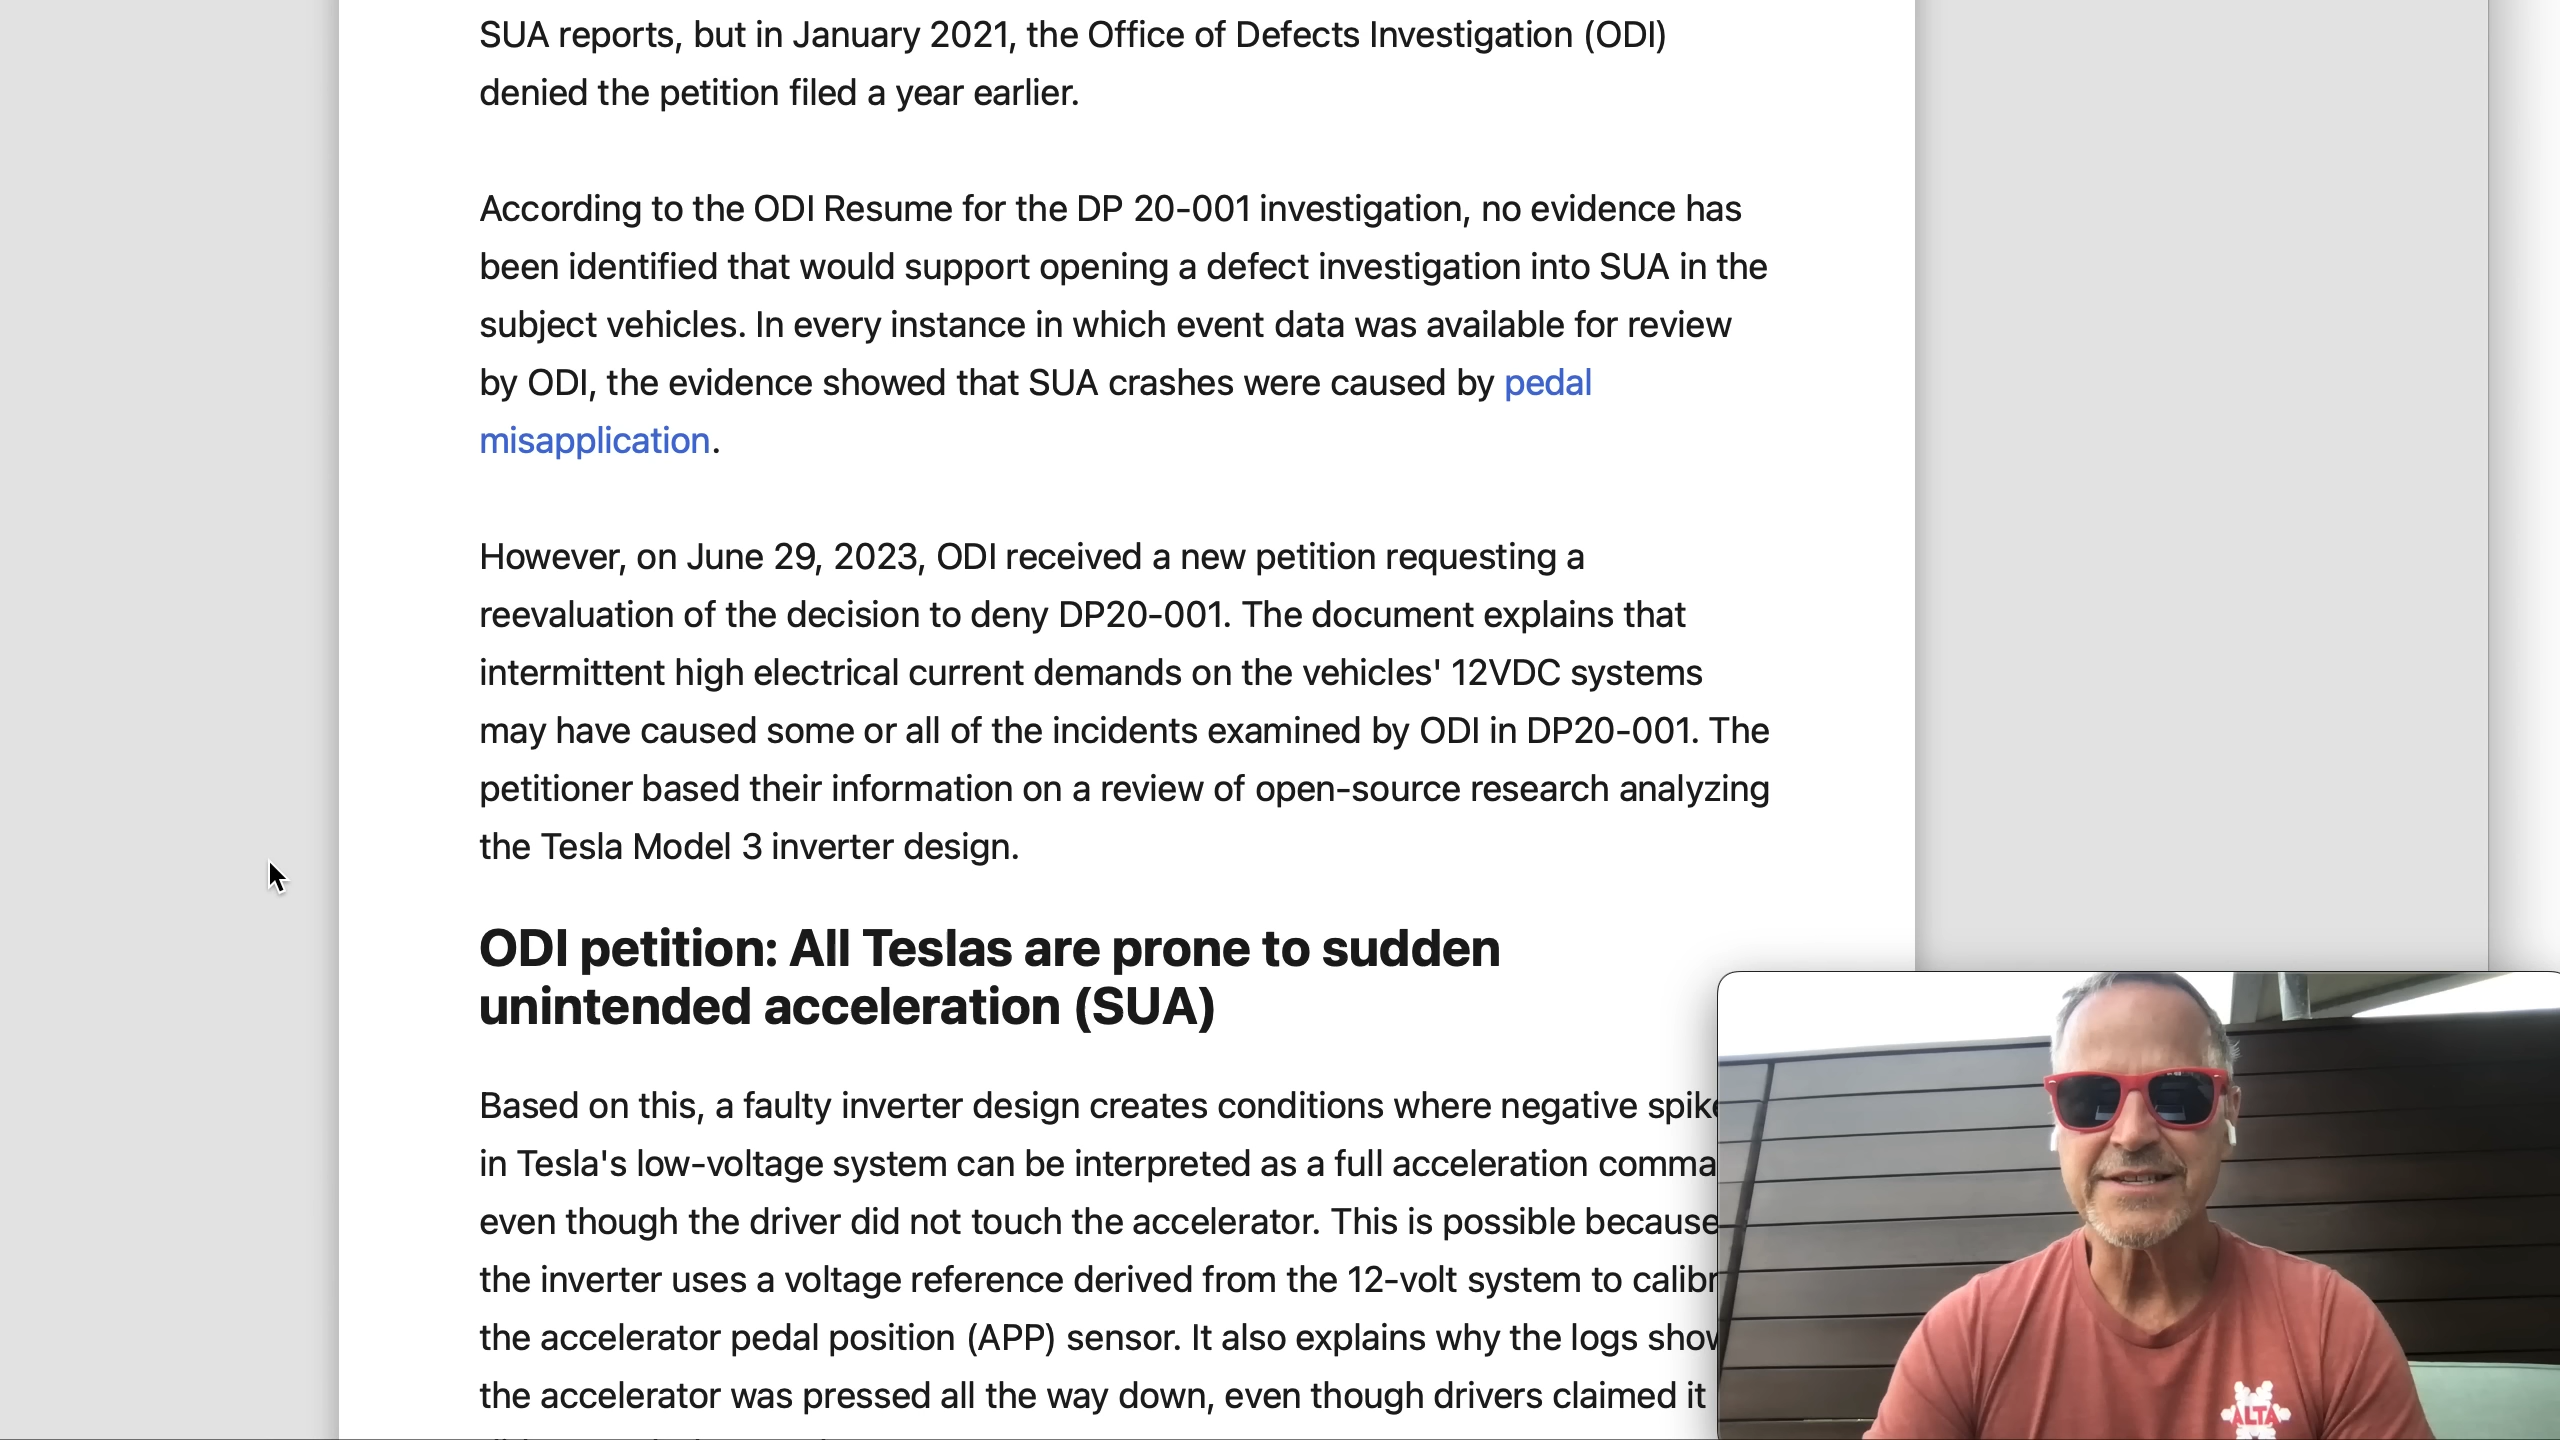 SUA reports, but in January 2021, the Office of Defects Investigation (ODI)
denied the petition filed a year earlier.
According to the ODI Resume for the DP 20-001 investigation, no evidence has
been identified that would support opening a defect investigation into SUA in the
subject vehicles. In every instance in which event data was available for review
by ODI, the evidence showed that SUA crashes were caused by pedal
misapplication.
However, on June 29, 2023, ODI received a new petition requesting a
reevaluation of the decision to deny DP20-001. The document explains that
intermittent high electrical current demands on the vehicles' 12VDC systems
may have caused some or all of the incidents examined by ODI in DP20-001. The
petitioner based their information on a review of open-source research analyzing
the Tesla Model 3 inverter design.
ODI petition: All Teslas are prone to sudden
unintended acceleration (SUA)
Based on this, a faulty inverter design creates conditions where negative
in Tesla's low-voltage system can be interpreted as a full acceleration
even though the driver did not touch the accelerator. This is possible because
the inverter uses a voltage reference derived from the 12-volt system to
the accelerator pedal position (APP) sensor. It also explains why the logs
the accelerator was pressed all the way down, even though drivers claimed it
ALTA